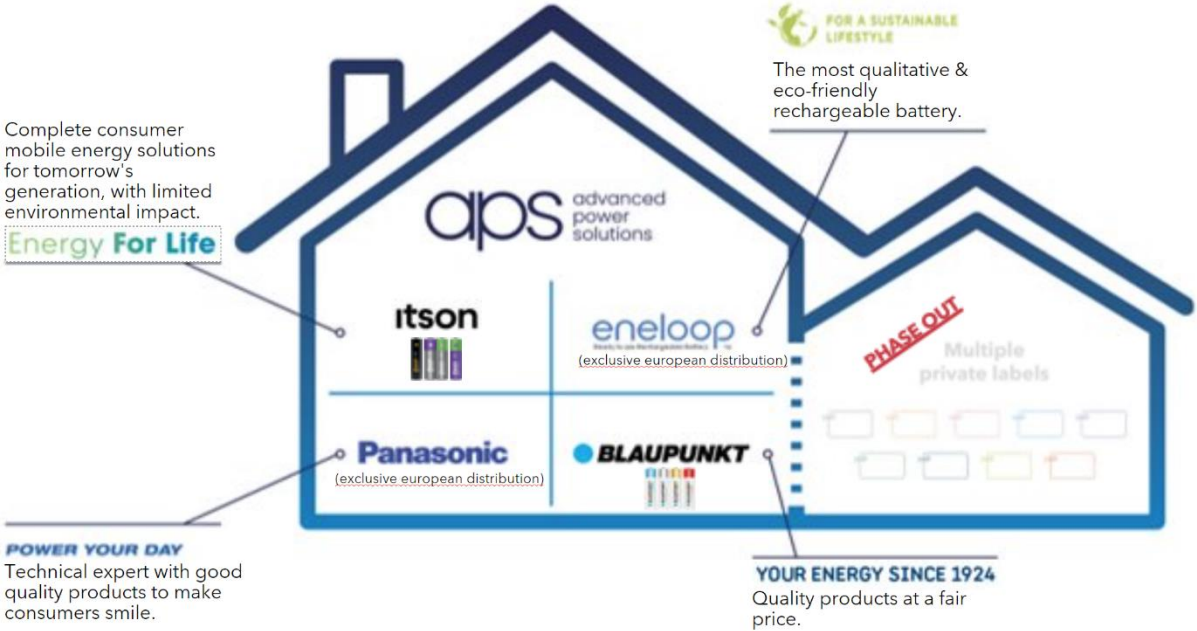 FOR A SUSTAINABLE
LIFESTYLE
The most qualitative &
eco-friendly
rechargeable battery.
Complete consumer
mobile energy solutions
for tomorrow's
generation, with limited
environmental impact.
Energy For Life
aps
advanced
power
solutions
itson
eneloop
(exclusive european distribution)
PHASE OUT
Multiple
private labels
Panasonic
(exclusive european distribution)
BLAUPUNKT
POWER YOUR DAY
Technical expert with good
quality products to make
consumers smile.
YOUR ENERGY SINCE 1924
Quality products at a fair
price.